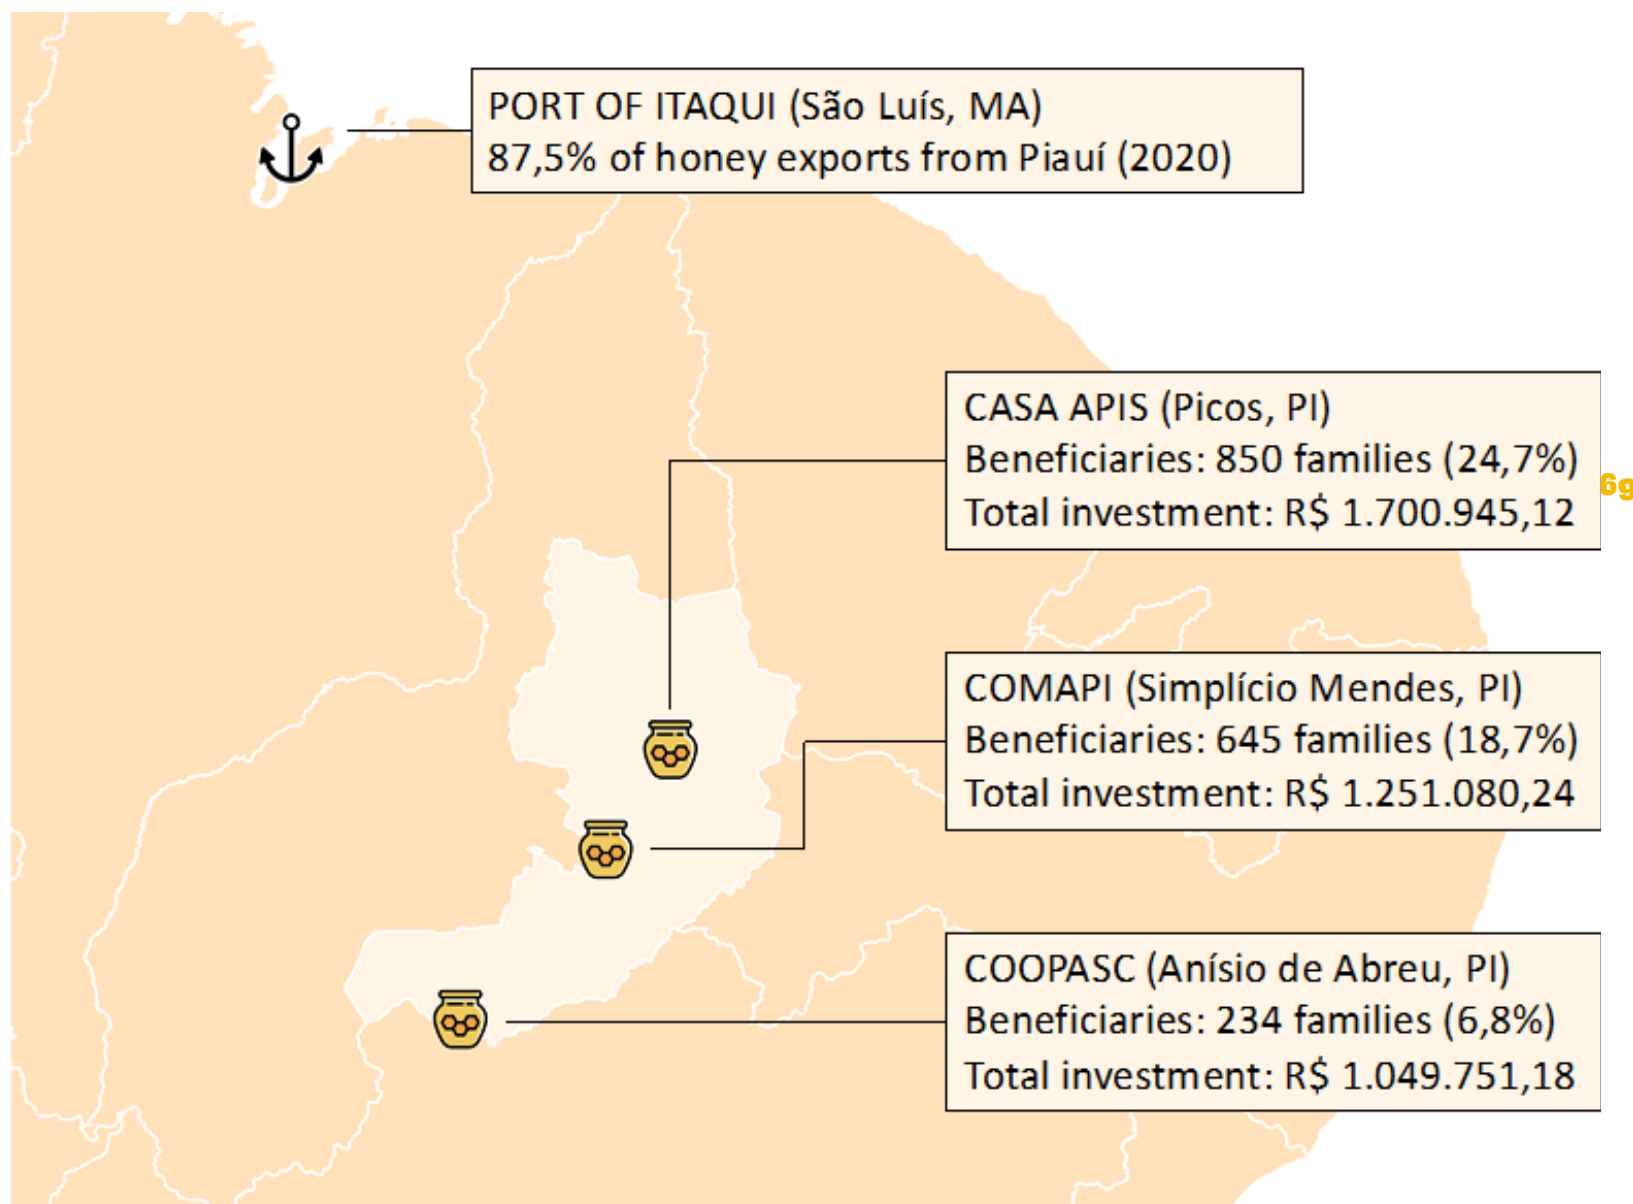 PORT OF ITAQUI (São Luís, MA)
87,5% of honey exports from Piauí (2020)
CASA APIS (Picos, PI)
Beneficiaries: 850 families (24,7%)
Total investment: R$ 1.700.945,12
6g
COMAPI (Simplício Mendes, PI)
Beneficiaries: 645 families (18,7%)
Total investment: R$ 1.251.080,24
COOPASC (Anísio de Abreu, PI)
Beneficiaries: 234 families (6,8%)
Total investment: R$ 1.049.751,18